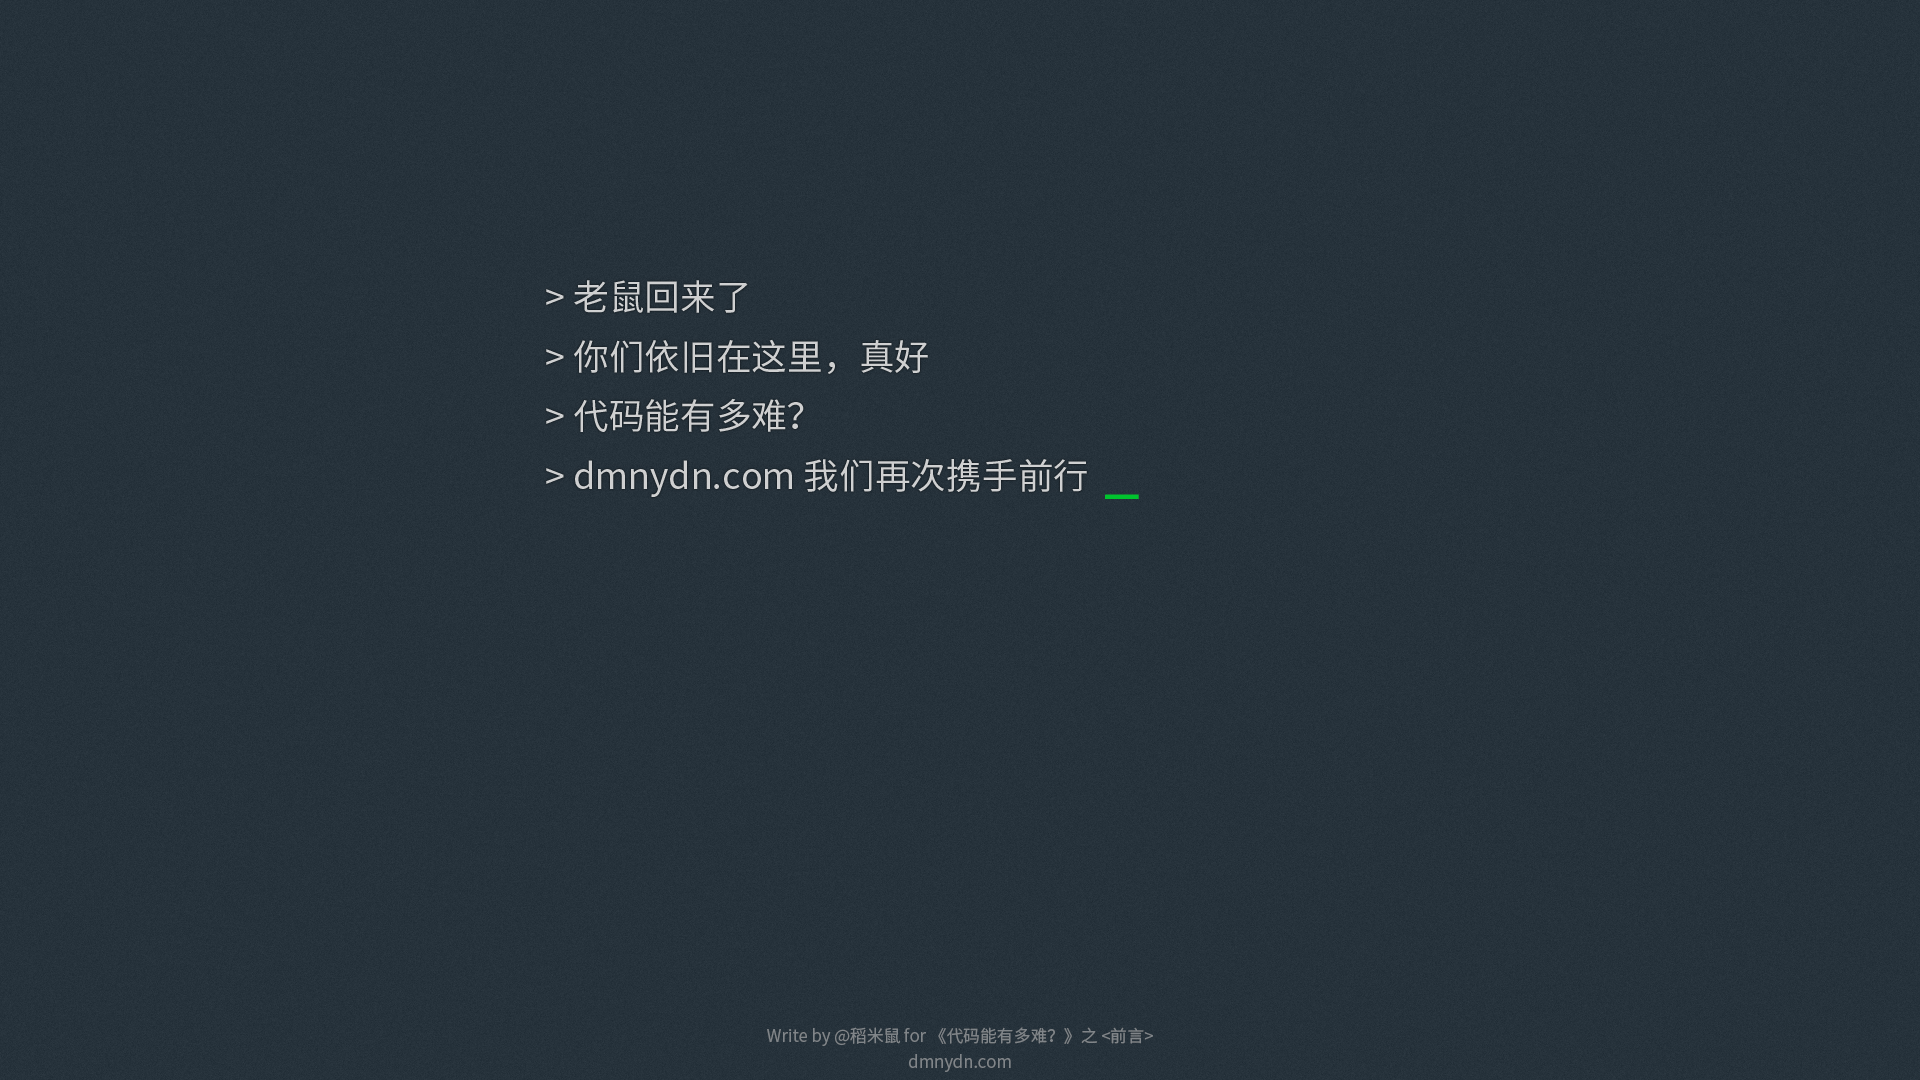 > 老鼠回来了
> 你们依旧在这里，真好
> 代码能有多难？
> dmnydn.com 我们再次携手前行 _
Write by @稻米鼠 for 《代码能有多难？》之 <前言>
dmnydn.com